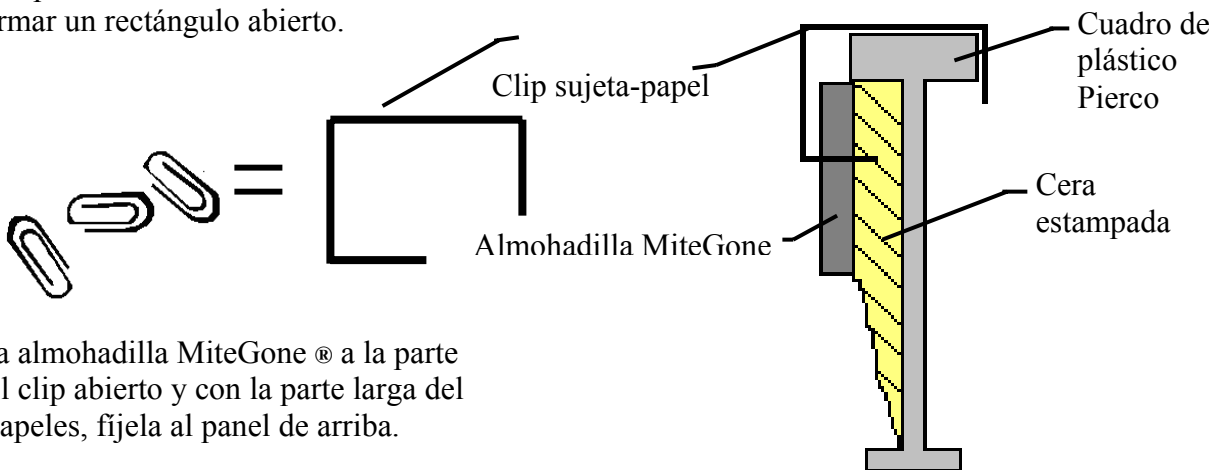 rmar un rectángulo abierto.
Cuadro de
plástico
Pierco
Clip sujeta-papel
Cera
estampada
Almohadilla MiteGone
a almohadilla MiteGone ® a la parte
l clip abierto y con la parte larga del
apeles, fíjela al panel de arriba.